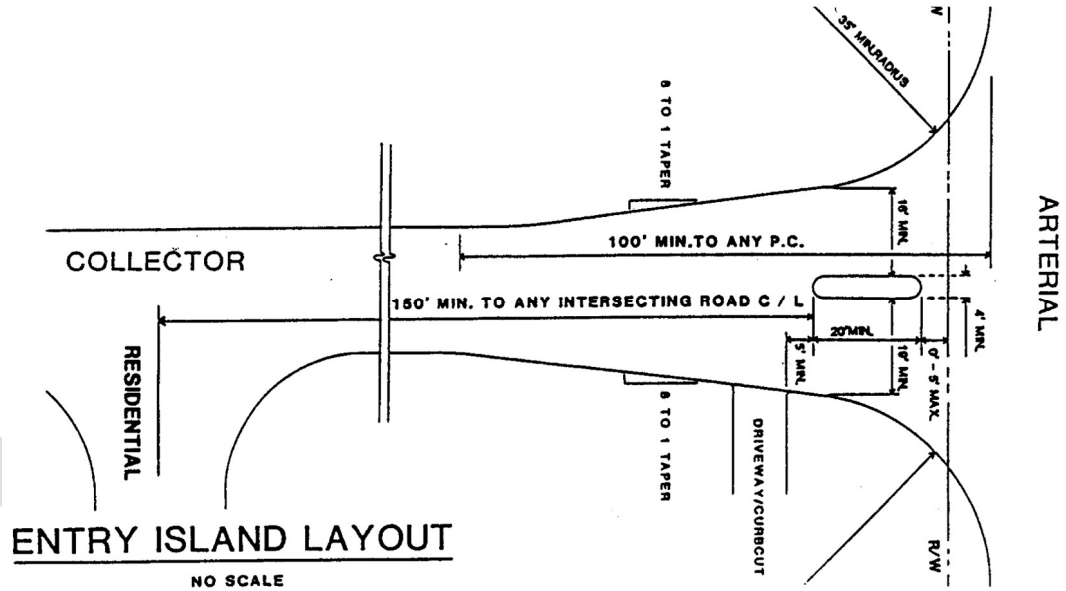 W
35' MIN.RADIUS
8 TO 1 TAPER
ARTERIAL
16' MIN.
100' MIN.TO ANY P.C.
COLLECTOR
150' MIN. TO ANY INTERSECTING ROAD C / L
4' MIN.
20'MIN.
5' MIN.
0' - 5' MAX.
RESIDENTIAL
8 TO 1 TAPER
DRIVEWAY/CURBCUT
R/W
ENTRY ISLAND LAYOUT
NO SCALE